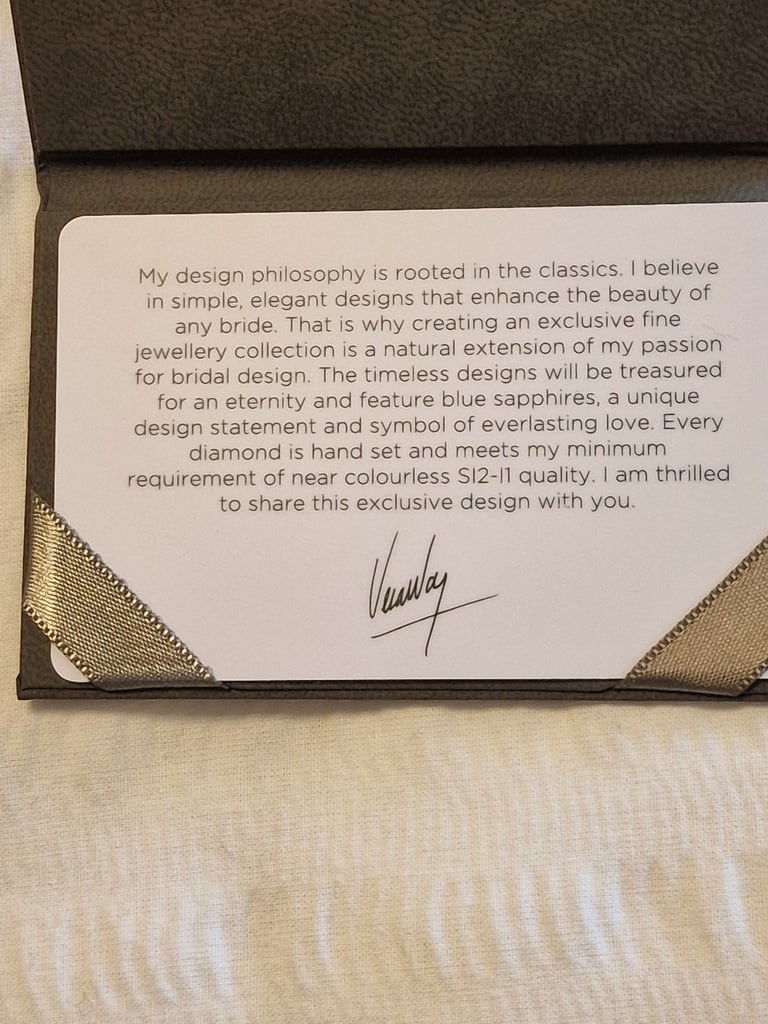 My design philosophy is rooted in the classics. I believe
in simple, elegant designs that enhance the beauty of
any bride. That is why creating an exclusive fine
jewellery collection is a natural extension of my passion
for bridal design. The timeless designs will be treasured
for an eternity and feature blue sapphires, a unique
design statement and symbol of everlasting love. Every
diamond is hand set and meets my minimum
requirement of near colourless SI2-I1 quality. I am thrilled
to share this exclusive design with you.
Vera Wang